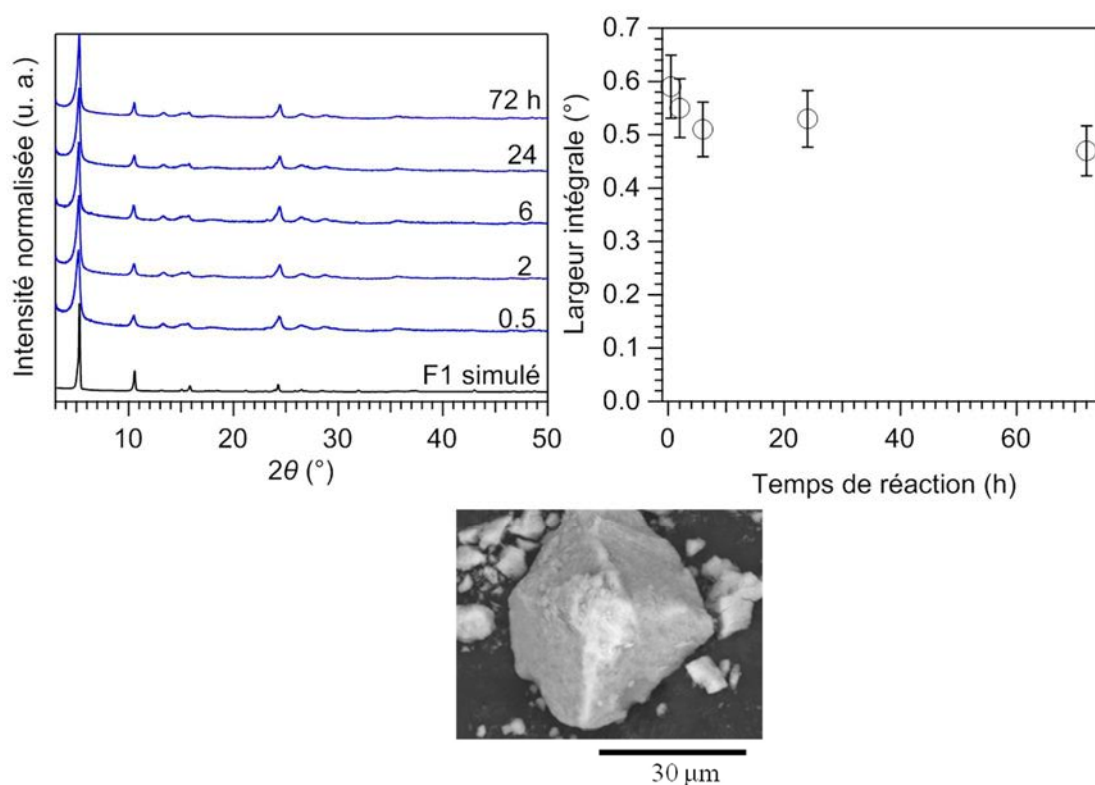 Intensité normalisée (u. a.)
72 h
24
6
2
0.5
F1 simulé
10 20 30 40 50
2θ (°)
Largeur intégrale (°)
0.7
0.6
0.5
0.4
0.3
0.2
0.1
0.0
0 20 40 60
Temps de réaction (h)
30 µm